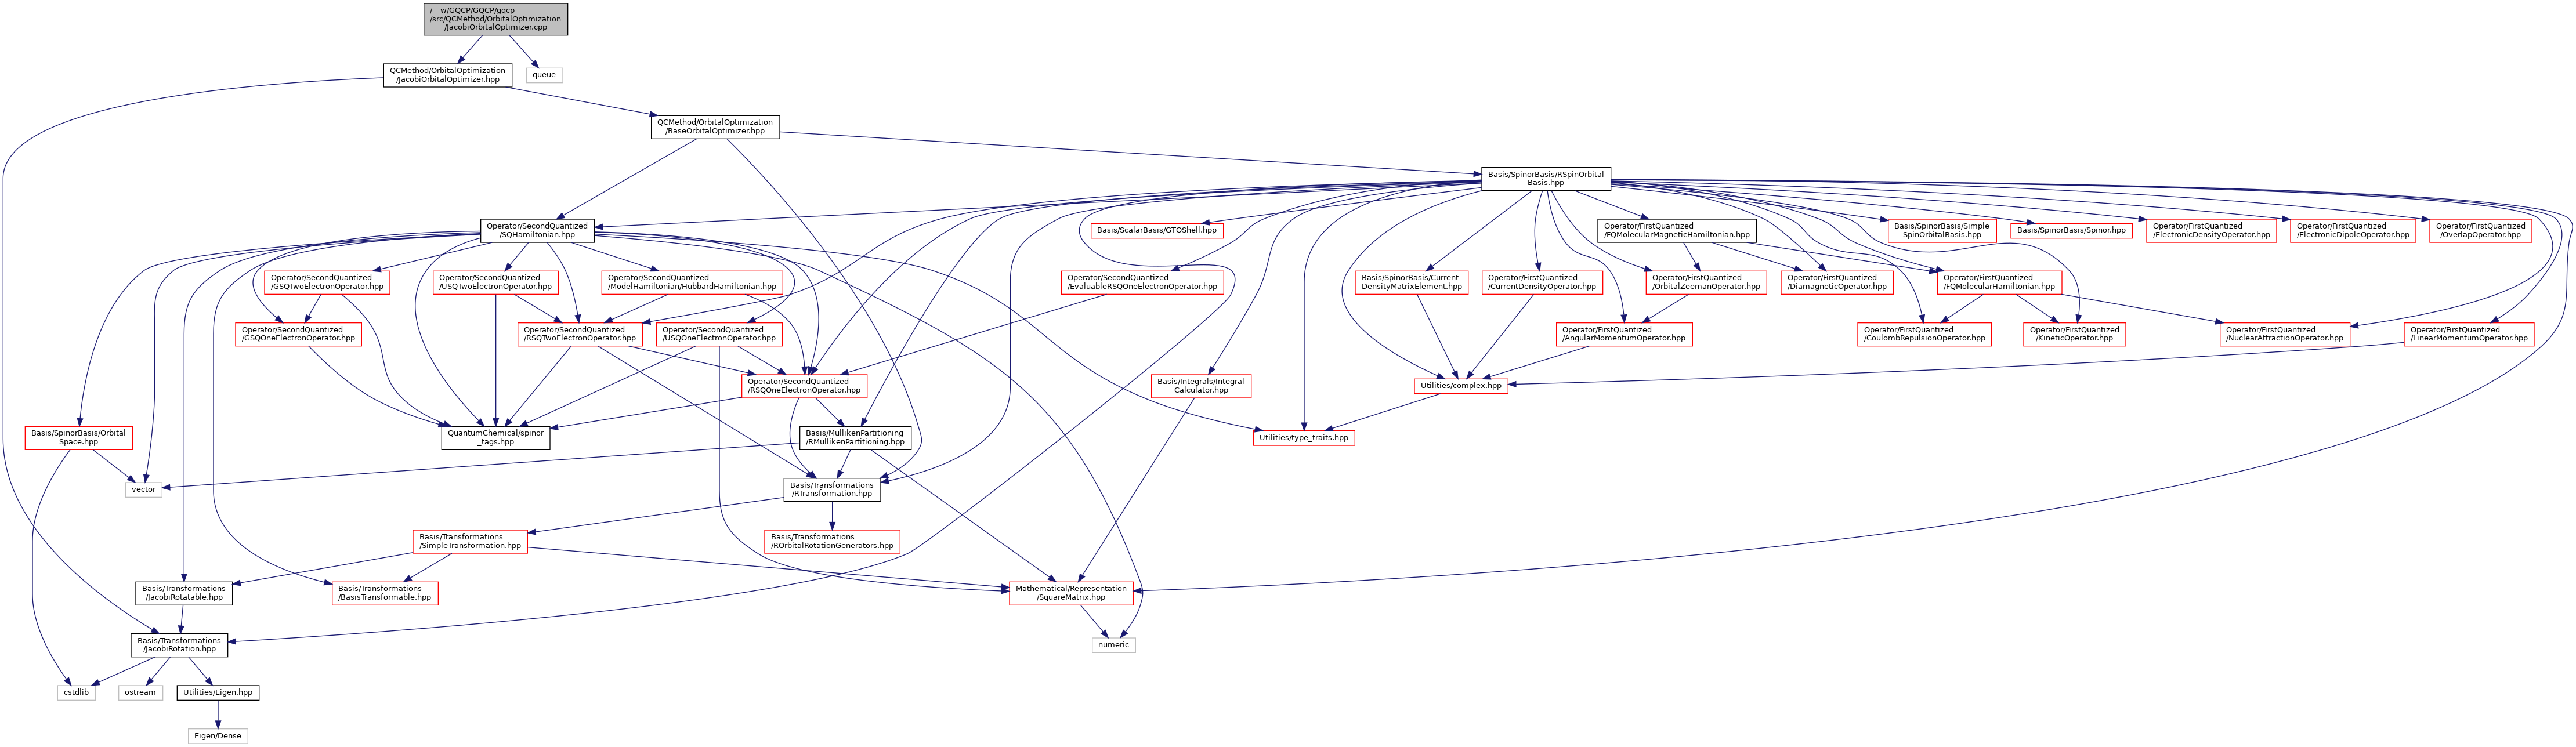 /__w/GQCP/GQCP/gqcp
/src/QCMethod/OrbitalOptimization
/JacobiOrbitalOptimizer.cpp
QCMethod/OrbitalOptimization
/JacobiOrbitalOptimizer.hpp
queue
QCMethod/OrbitalOptimization
/BaseOrbitalOptimizer.hpp
Basis/SpinorBasis/RSpinOrbital
Basis.hpp
Operator/SecondQuantized
/SQHamiltonian.hpp
Basis/ScalarBasis/GTOShell.hpp
Operator/FirstQuantized
/FQMolecularMagneticHamiltonian.hpp
Basis/SpinorBasis/Simple
SpinOrbitalBasis.hpp
Basis/SpinorBasis/Spinor.hpp
Operator/FirstQuantized
/ElectronicDensityOperator.hpp
Operator/FirstQuantized
/ElectronicDipoleOperator.hpp
Operator/FirstQuantized
/OverlapOperator.hpp
Operator/SecondQuantized
/GSQTwoElectronOperator.hpp
Operator/SecondQuantized
/USQTwoElectronOperator.hpp
Operator/SecondQuantized
/ModelHamiltonian/HubbardHamiltonian.hpp
Operator/SecondQuantized
/EvaluableRSQOneElectronOperator.hpp
Basis/SpinorBasis/Current
DensityMatrixElement.hpp
Operator/FirstQuantized
/CurrentDensityOperator.hpp
Operator/FirstQuantized
/OrbitalZeemanOperator.hpp
Operator/FirstQuantized
/DiamagneticOperator.hpp
Operator/FirstQuantized
/FQMolecularHamiltonian.hpp
Operator/SecondQuantized
/GSQOneElectronOperator.hpp
Operator/SecondQuantized
/RSQTwoElectronOperator.hpp
Operator/SecondQuantized
/USQOneElectronOperator.hpp
Operator/FirstQuantized
/AngularMomentumOperator.hpp
Operator/FirstQuantized
/CoulombRepulsionOperator.hpp
Operator/FirstQuantized
/KineticOperator.hpp
Operator/FirstQuantized
/NuclearAttractionOperator.hpp
Operator/FirstQuantized
/LinearMomentumOperator.hpp
Operator/SecondQuantized
/RSQOneElectronOperator.hpp
Basis/Integrals/Integral
Calculator.hpp
Utilities/complex.hpp
Basis/SpinorBasis/Orbital
Space.hpp
QuantumChemical/spinor
_tags.hpp
Basis/MullikenPartitioning
/RMullikenPartitioning.hpp
Utilities/type_traits.hpp
vector
Basis/Transformations
/RTransformation.hpp
Basis/Transformations
/SimpleTransformation.hpp
Basis/Transformations
/ROrbitalRotationGenerators.hpp
Basis/Transformations
/JacobiRotatable.hpp
Basis/Transformations
/BasisTransformable.hpp
Mathematical/Representation
/SquareMatrix.hpp
Basis/Transformations
/JacobiRotation.hpp
numeric
cstdlib
ostream
Utilities/Eigen.hpp
Eigen/Dense